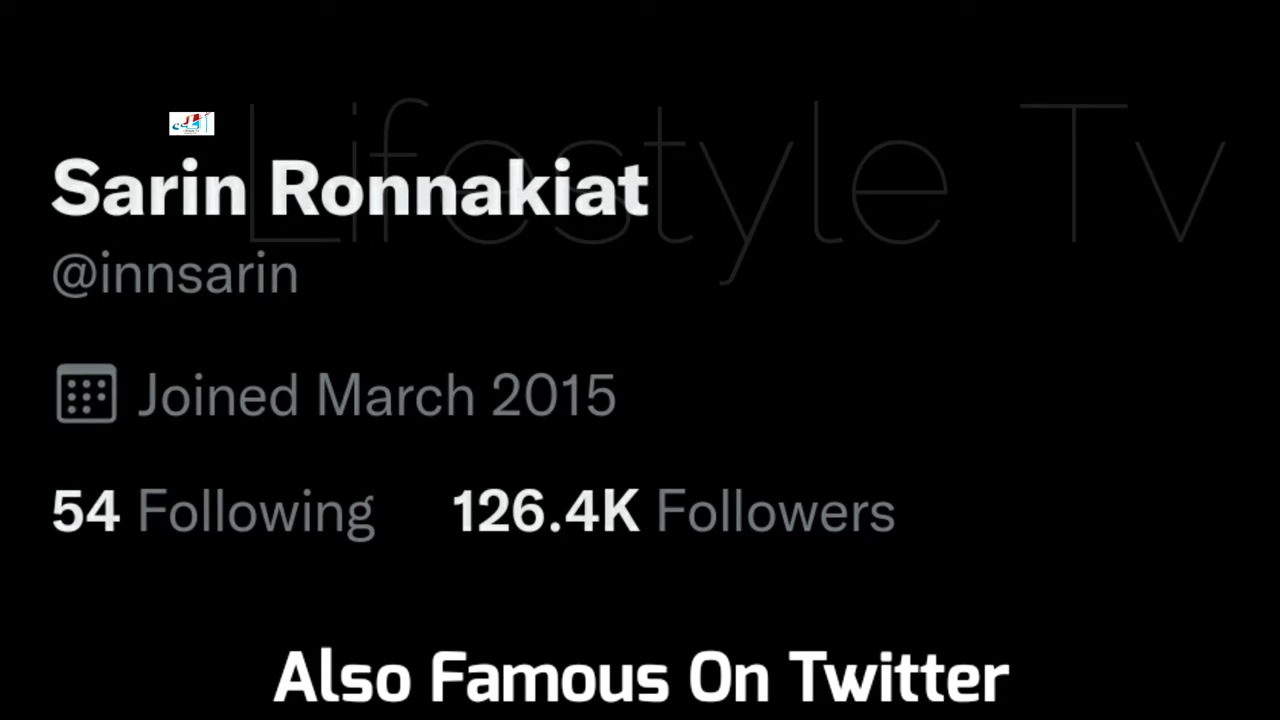 Lifestyle Tv
Sarin Ronnakiat
@innsarin
Joined March 2015
54 Following 126.4K Followers
Also Famous On Twitter